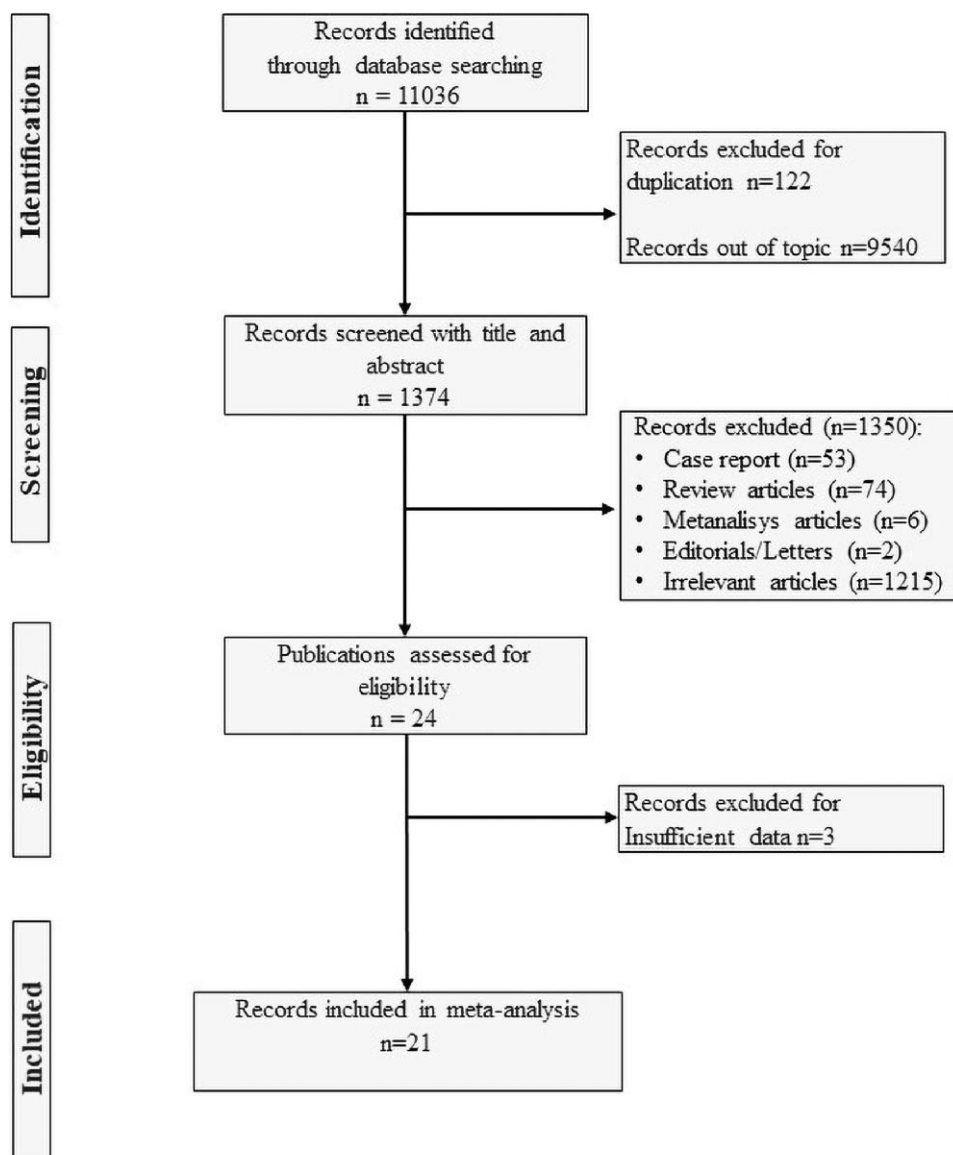 Identification
Records identified
through database searching
n = 11036
Records excluded for
duplication n=122
Records out of topic n=9540
Screening
Records screened with title and
abstract
n = 1374
Records excluded (n=1350):
• Case report (n=53)
• Review articles (n=74)
• Metanalisys articles (n=6)
• Editorials/Letters (n=2)
• Irrelevant articles (n=1215)
Eligibility
Publications assessed for
eligibility
n = 24
Records excluded for
Insufficient data n=3
Included
Records included in meta-analysis
n=21